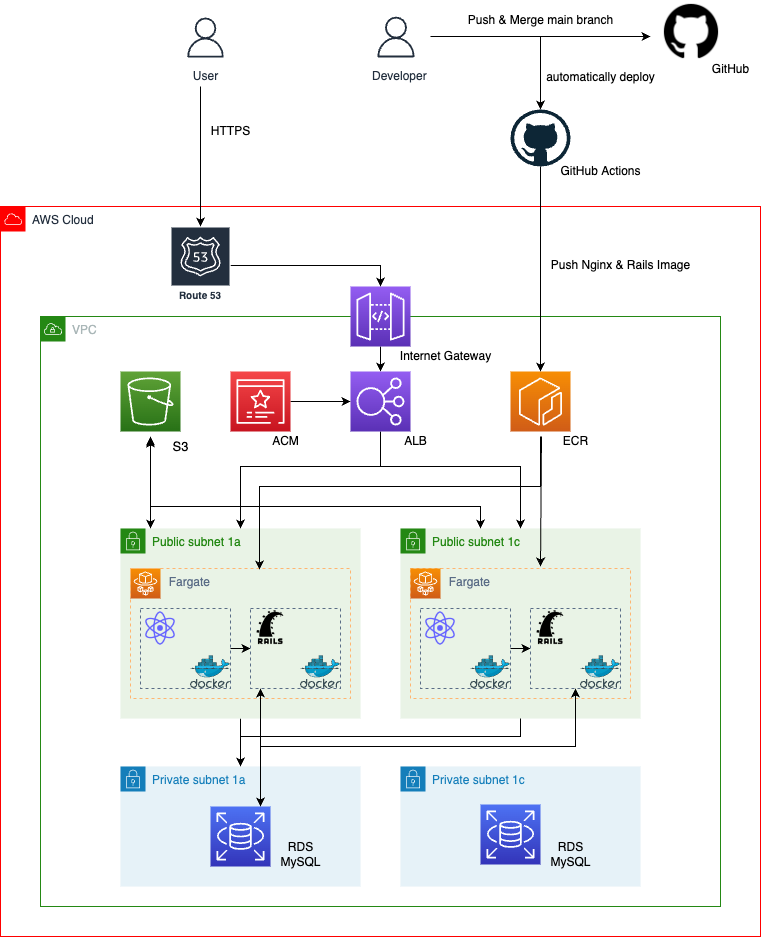 Push & Merge main branch
User
Developer
GitHub
automatically deploy
HTTPS
GitHub Actions
AWS Cloud
53
Route 53
Push Nginx & Rails Image
VPC
</>
Internet Gateway
S3
ACM
ALB
ECR
Public subnet 1a
Public subnet 1c
Fargate
Fargate
RAILS
RAILS
docker
docker
docker
docker
Private subnet 1a
Private subnet 1c
RDS
MySQL
RDS
MySQL